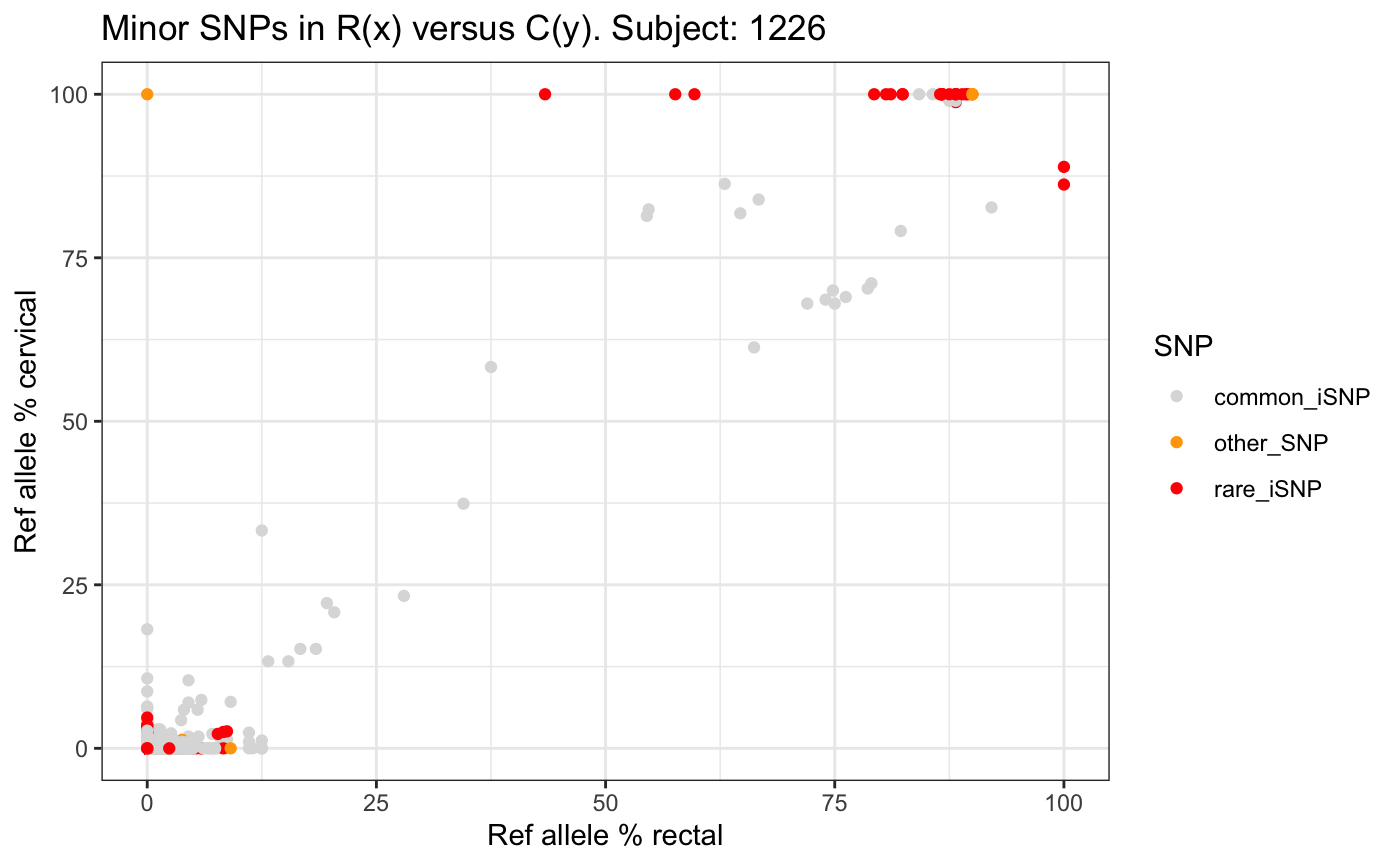 Minor SNPs in R(x) versus C(y). Subject: 1226
Ref allele % cervical
100
75
50
25
0
0 25 50 75 100
Ref allele % rectal
SNP
common_iSNP
other_SNP
rare_iSNP